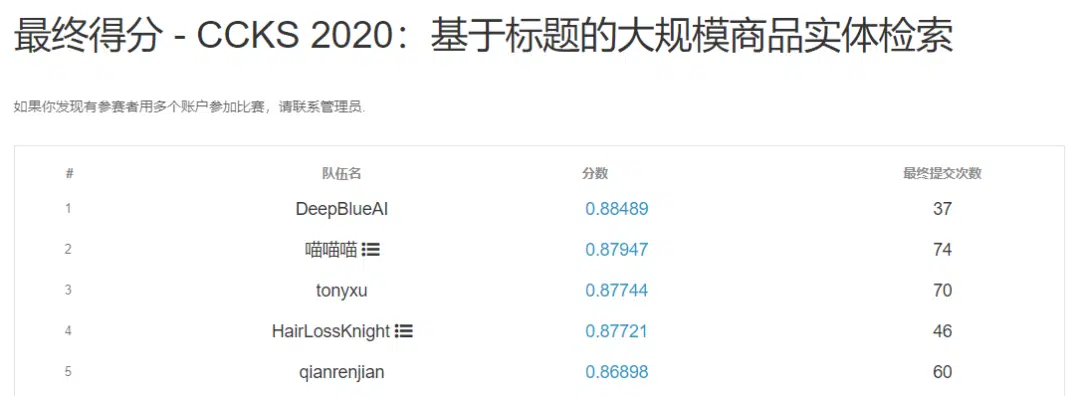 最终得分 - CCKS 2020：基于标题的大规模商品实体检索
如果你发现有参赛者用多个账户参加比赛，请联系管理员.
# 队伍名 分数 最终提交次数
1 DeepBlueAI 0.88489 37
2 喵喵喵 0.87947 74
3 tonyxu 0.87744 70
4 HairLossKnight 0.87721 46
5 qianrenjian 0.86898 60